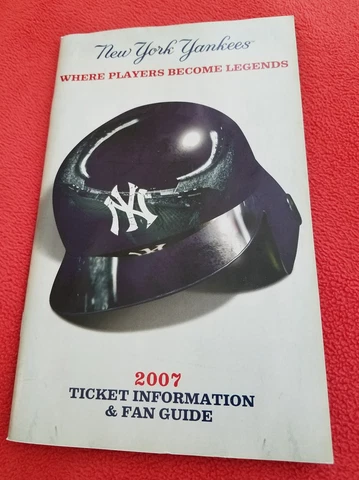 New York Yankees
WHERE PLAYERS BECOME LEGENDS
NY
2007
TICKET INFORMATION
& FAN GUIDE